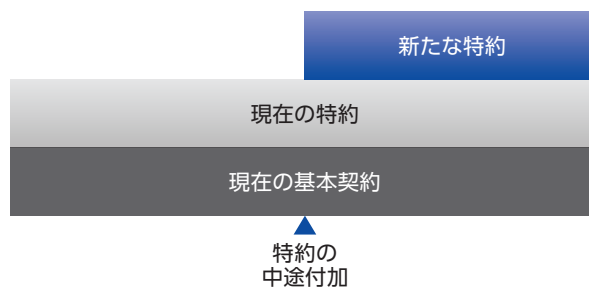 新たな特約
現在の特約
現在の基本契約
特約の
中途付加